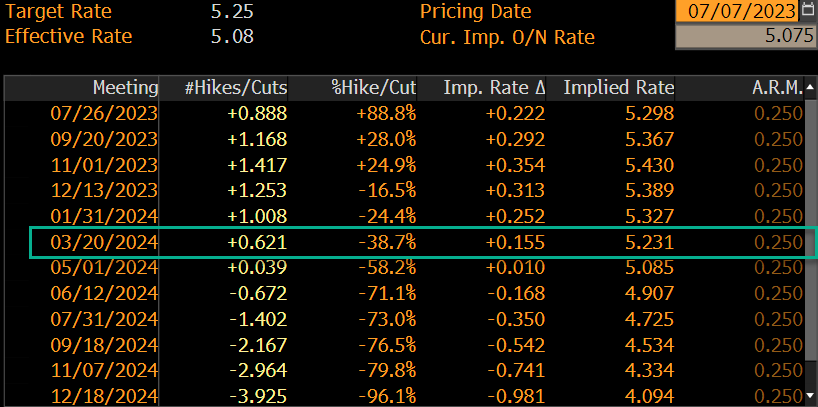 Target Rate 5.25 Pricing Date 07/07/2023
Effective Rate 5.08 Cur. Imp. O/N Rate 5.075
Meeting #Hikes/Cuts %Hike/Cut Imp. Rate Δ Implied Rate A.R.M.
07/26/2023 +0.888 +88.8% +0.222 5.298 0.250
09/20/2023 +1.168 +28.0% +0.292 5.367 0.250
11/01/2023 +1.417 +24.9% +0.354 5.430 0.250
12/13/2023 +1.253 -16.5% +0.313 5.389 0.250
01/31/2024 +1.008 -24.4% +0.252 5.327 0.250
03/20/2024 +0.621 -38.7% +0.155 5.231 0.250
05/01/2024 +0.039 -58.2% +0.010 5.085 0.250
06/12/2024 -0.672 -71.1% -0.168 4.907 0.250
07/31/2024 -1.402 -73.0% -0.350 4.725 0.250
09/18/2024 -2.167 -76.5% -0.542 4.534 0.250
11/07/2024 -2.964 -79.8% -0.741 4.334 0.250
12/18/2024 -3.925 -96.1% -0.981 4.094 0.250